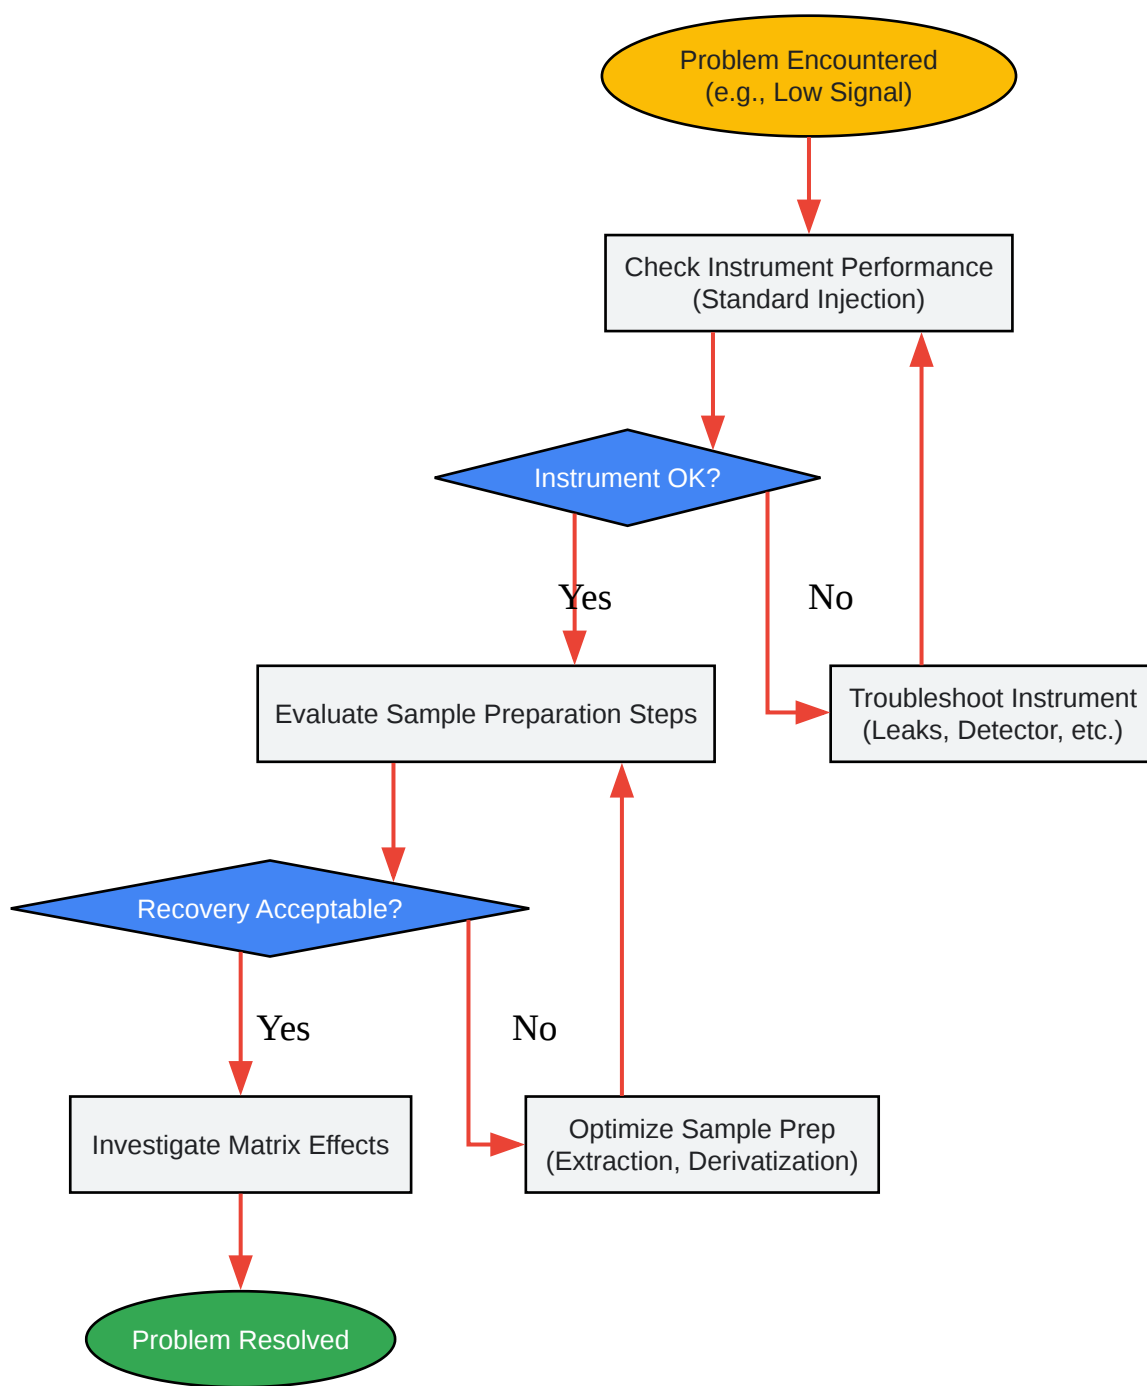 Problem Encountered
(e.g., Low Signal)
Check Instrument Performance
(Standard Injection)
Instrument OK?
Yes
No
Evaluate Sample Preparation Steps
Troubleshoot Instrument
(Leaks, Detector, etc.)
Recovery Acceptable?
Yes
No
Investigate Matrix Effects
Optimize Sample Prep
(Extraction, Derivatization)
Problem Resolved